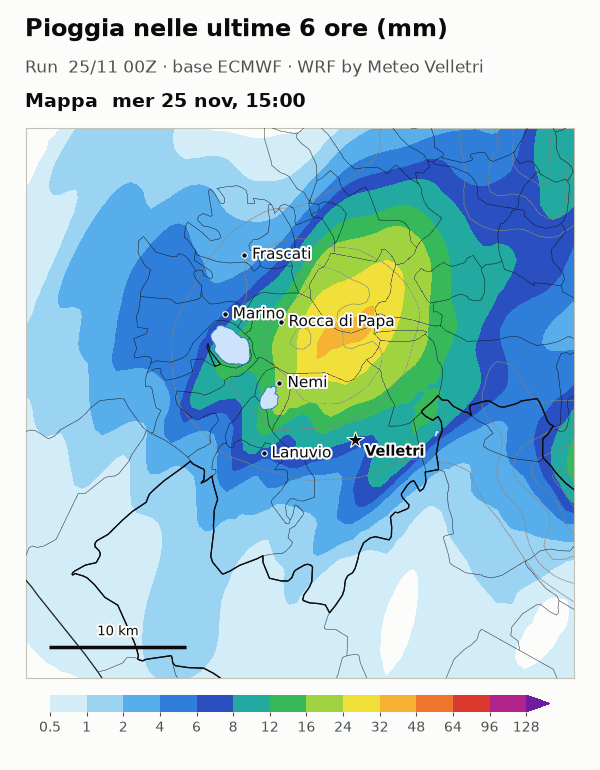 Pioggia nelle ultime 6 ore (mm)
Run  25/11 00Z · base ECMWF · WRF by Meteo Velletri
Mappa  mer 25 nov, 15:00
Frascati
Marino
Rocca di Papa
Nemi
Velletri
Lanuvio
10 km
0.5 1 2 4 6 8 12 16 24 32 48 64 96 128